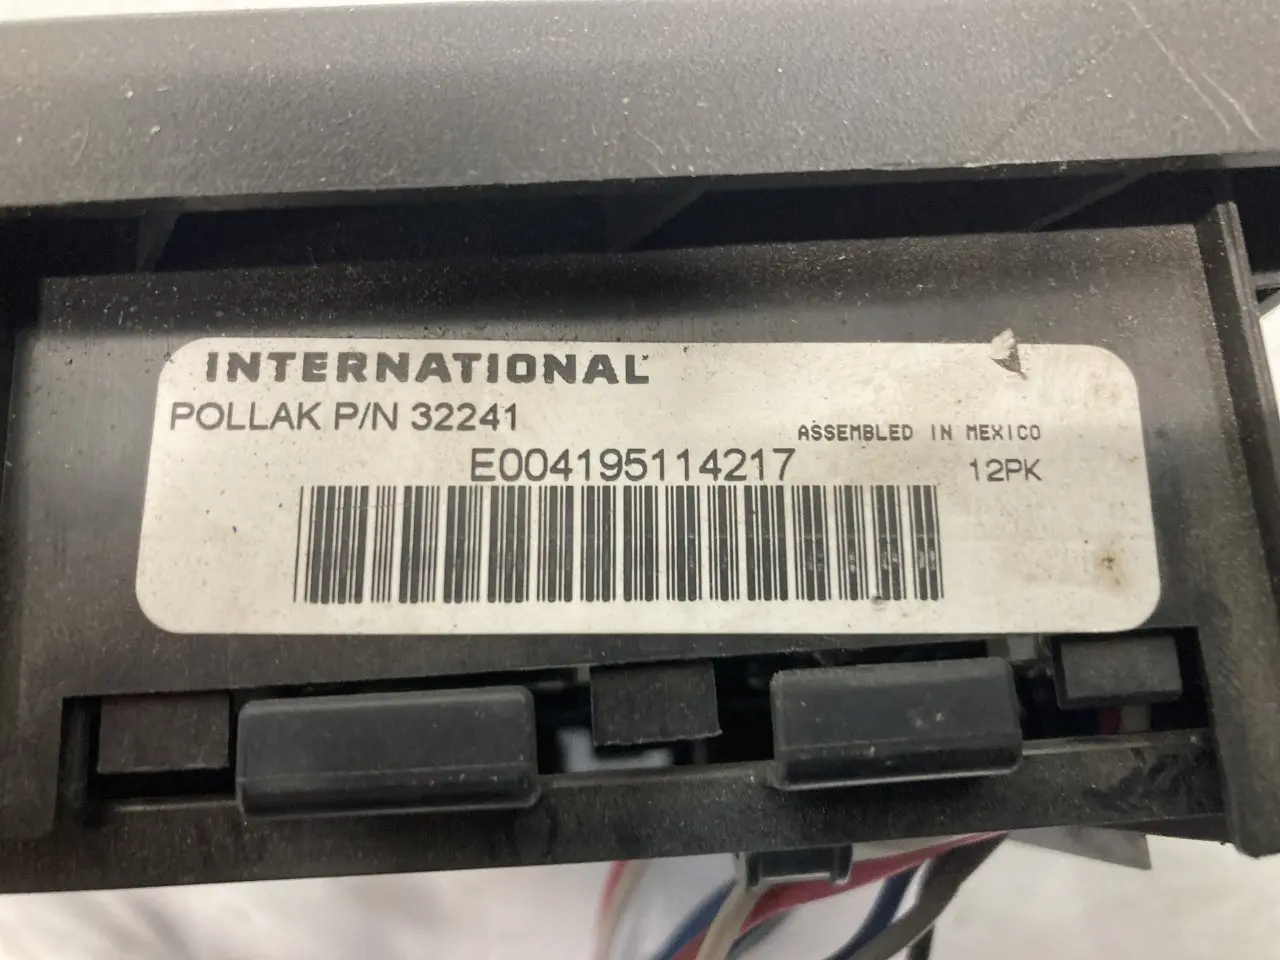 INTERNATIONAL
POLLAK P/N 32241
ASSEMBLED IN MEXICO
E004195114217
12PK